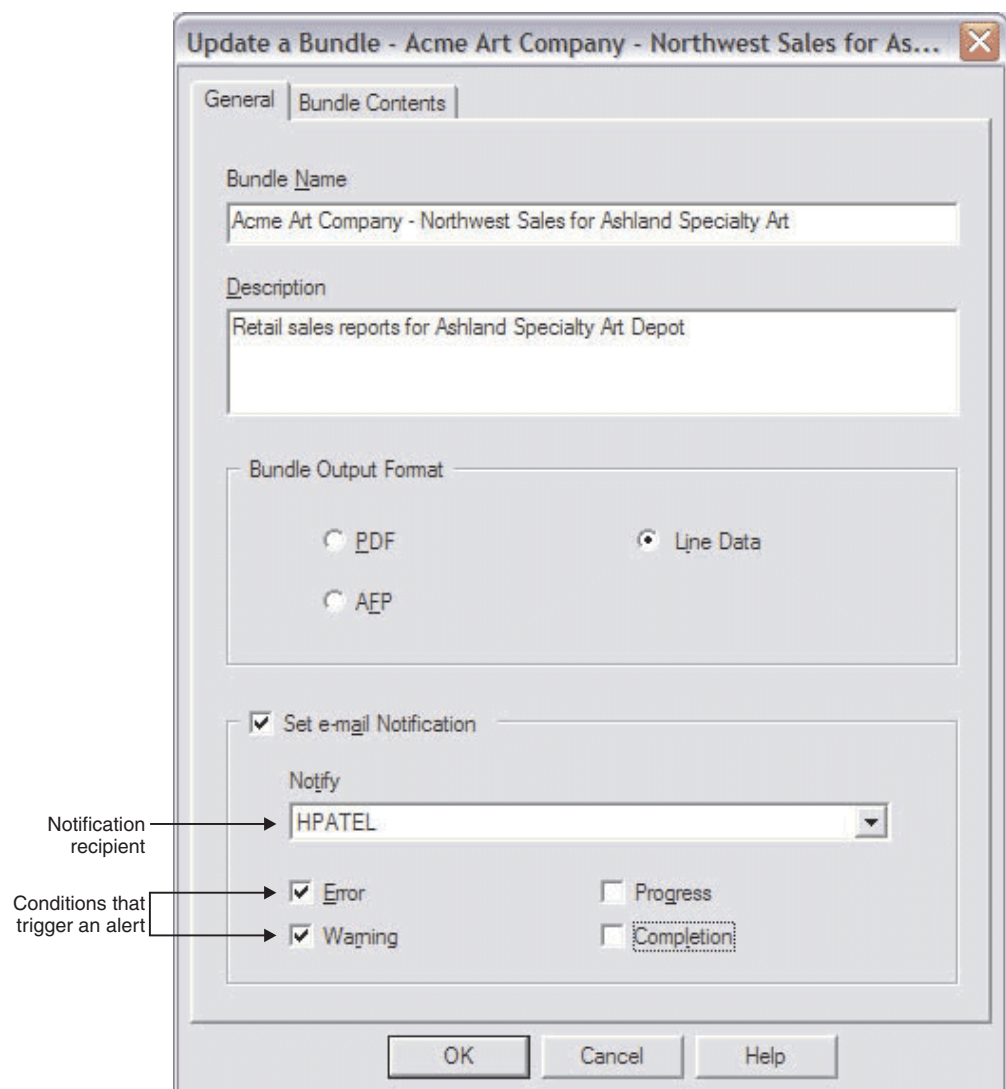 Update a Bundle - Acme Art Company - Northwest Sales for As...
General
Bundle Contents
Bundle Name
Acme Art Company - Northwest Sales for Ashland Specialty Art
Description
Retail sales reports for Ashland Specialty Art Depot
Bundle Output Format
PDF
Line Data
AFP
Set e-mail Notification
Notify
Notification
recipient
HPATEL
Conditions that
trigger an alert
Error
Progress
Warning
Completion
OK
Cancel
Help